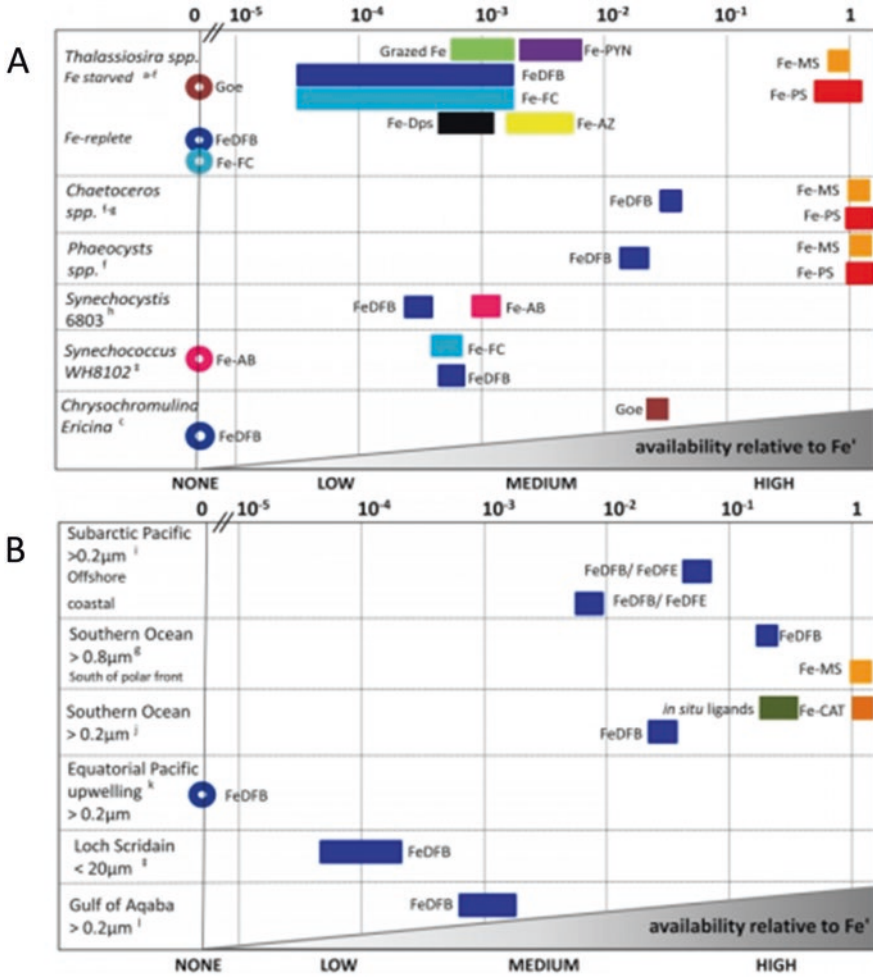 0 10⁻⁵ 10⁻⁴ 10⁻³ 10⁻² 10⁻¹ 1
A
Thalassiosira spp.
Grazed Fe Fe-PYN
Fe-MS
Fe starved a-f
FeDFB
Goe
Fe-FC
Fe-PS
Fe-Dps Fe-AZ
Fe-replete
FeDFB
Fe-FC
Chaetoceros
spp. f-g
FeDFB
Fe-MS
Fe-PS
Phaeocysts
spp. f
FeDFB
Fe-MS
Fe-PS
Synechocystis
6803 h
FeDFB Fe-AB
Synechococcus
WH8102
Fe-AB
Fe-FC
FeDFB
Chrysochromulina
Ericina c
Goe
FeDFB
availability relative to Fe'
NONE LOW MEDIUM HIGH
0 10⁻⁵ 10⁻⁴ 10⁻³ 10⁻² 10⁻¹ 1
B
Subarctic Pacific
>0.2µm i
Offshore
FeDFB/ FeDFE
coastal
FeDFB/ FeDFE
Southern Ocean
> 0.8µm g
South of polar front
FeDFB
Fe-MS
Southern Ocean
> 0.2µm j
in situ ligands Fe-CAT
FeDFB
Equatorial Pacific
upwelling k
> 0.2µm
FeDFB
Loch Scridain
< 20µm
FeDFB
Gulf of Aqaba
> 0.2µm
FeDFB
availability relative to Fe'
NONE LOW MEDIUM HIGH